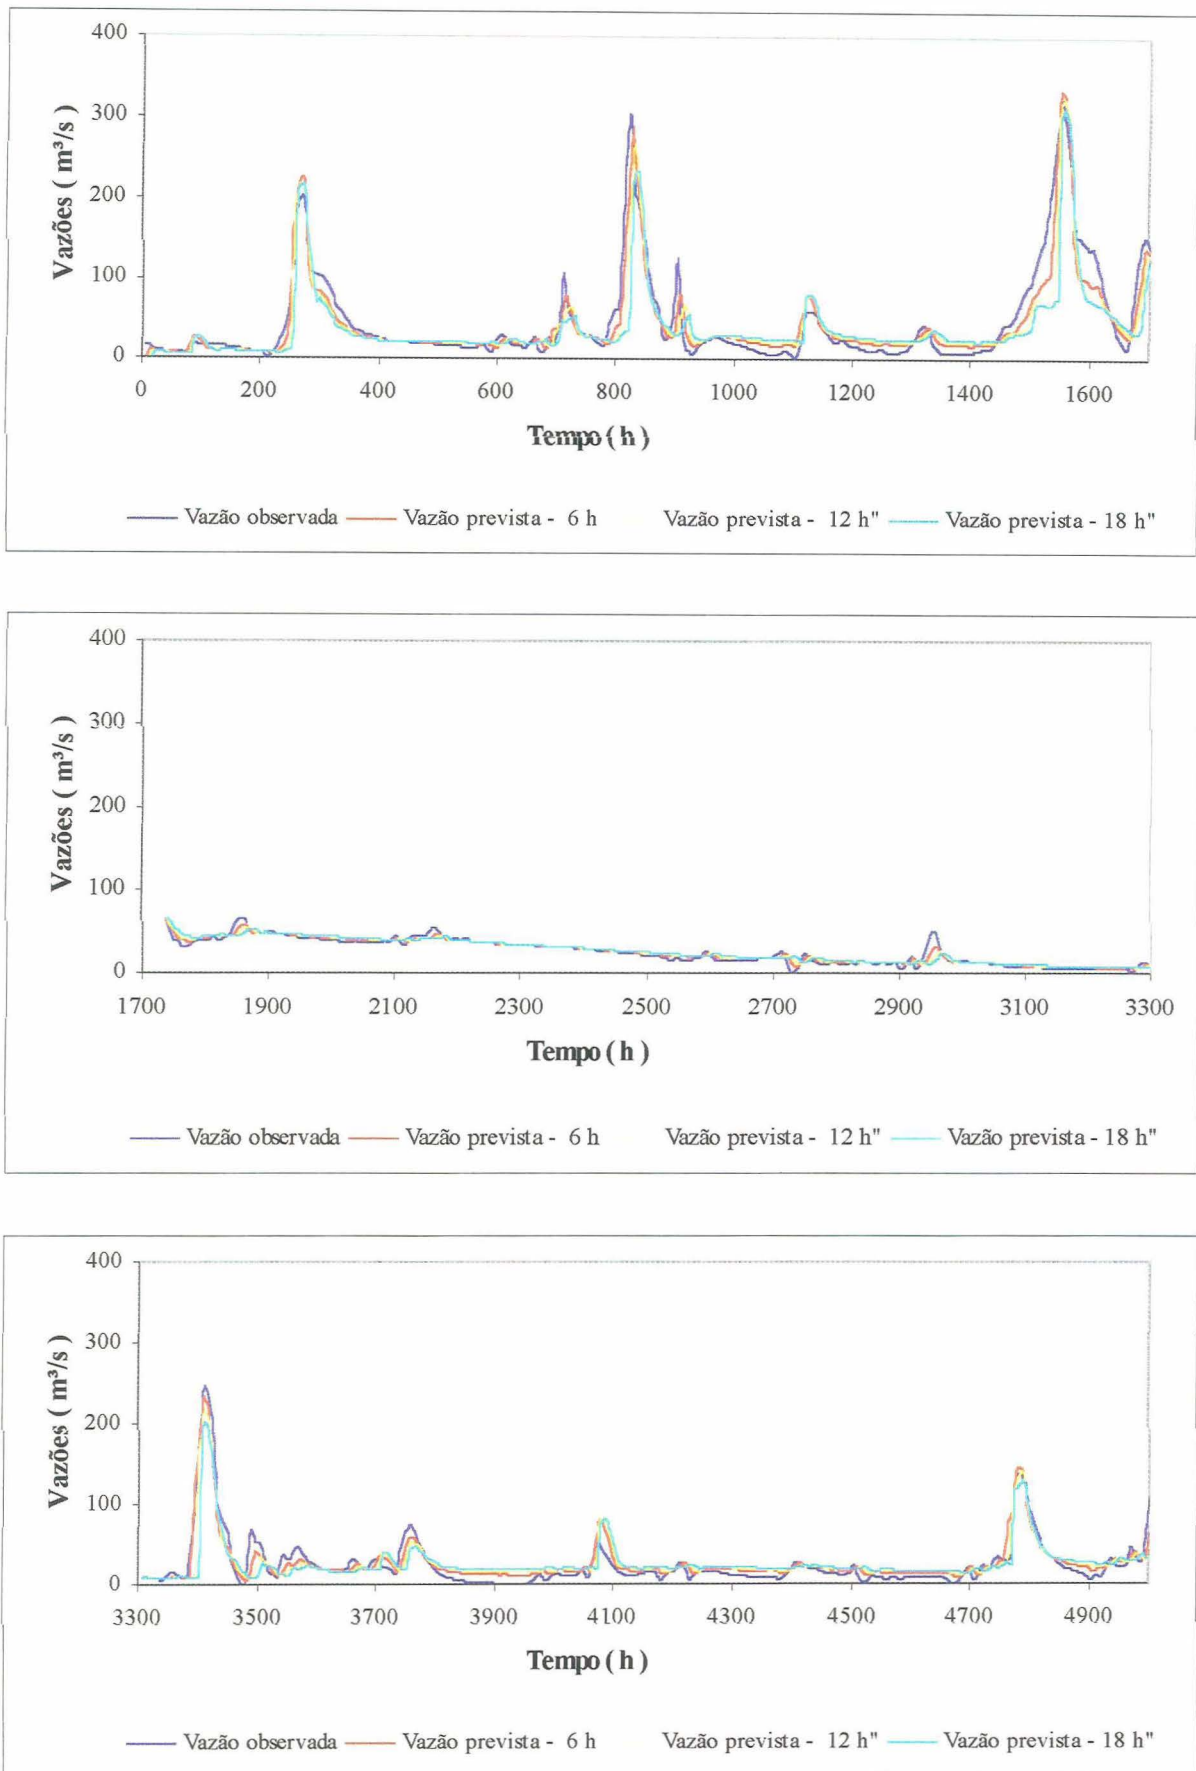 400
300
200
100
0
Vazões ( m³/s )
0 200 400 600 800 1000 1200 1400 1600
Tempo ( h )
Vazão observada Vazão prevista - 6 h Vazão prevista - 12 h" Vazão prevista - 18 h"
400
300
200
100
0
Vazões ( m³/s )
1700 1900 2100 2300 2500 2700 2900 3100 3300
Tempo ( h )
Vazão observada Vazão prevista - 6 h Vazão prevista - 12 h" Vazão prevista - 18 h"
400
300
200
100
0
Vazões ( m³/s )
3300 3500 3700 3900 4100 4300 4500 4700 4900
Tempo ( h )
Vazão observada Vazão prevista - 6 h Vazão prevista - 12 h" Vazão prevista - 18 h"